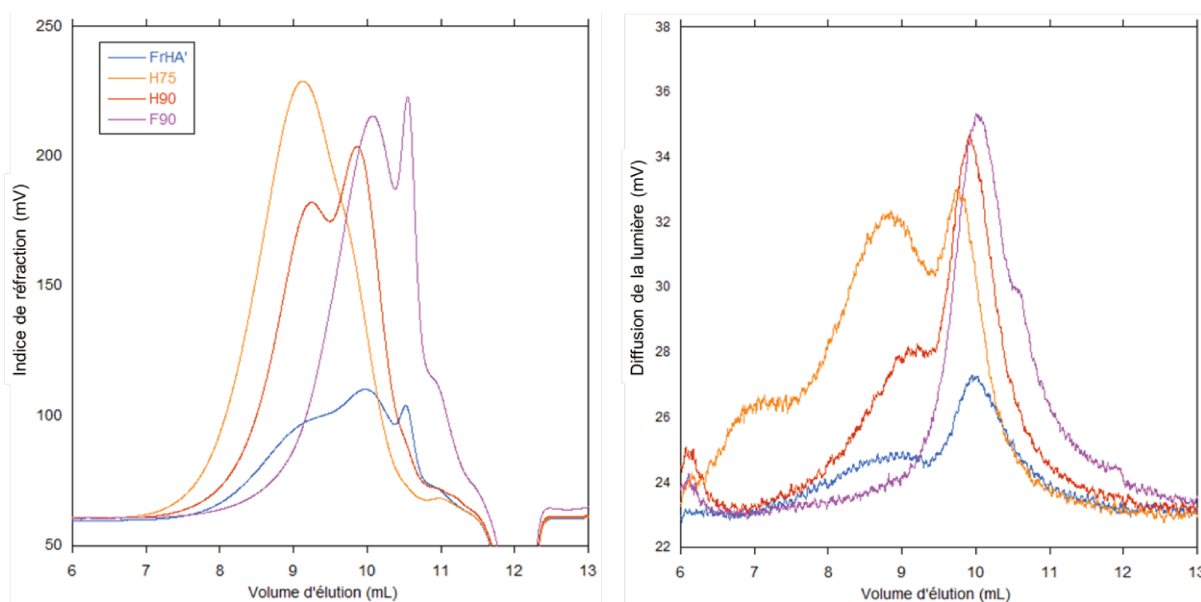 250
200
150
100
50
Indice de réfraction (mV)
FrHA'
H75
H90
F90
6 7 8 9 10 11 12 13
Volume d'élution (mL)
38
36
34
32
30
28
26
24
22
Diffusion de la lumière (mV)
6 7 8 9 10 11 12 13
Volume d'élution (mL)